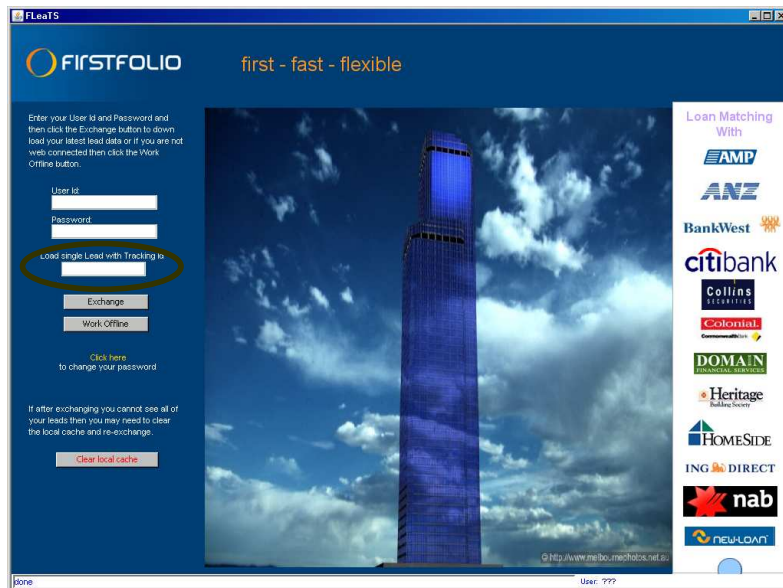 FLeaTS
FIRSTFOLIO
first - fast - flexible
Enter your User Id and Password and
then click the Exchange button to down
load your latest lead data or if you are not
web connected then click the Work
Offline button.
User Id:
Password:
Load single Lead with Tracking Id
Exchange
Work Offline
Click here
to change your password
If after exchanging you cannot see all of
your leads then you may need to clear
the local cache and re-exchange.
Clear local cache
© http://www.melbournephotos.net.au
Loan Matching
With
AMP
ANZ
BankWest
citibank
Collins
SECURITIES
Colonial.
CommonwealthBank
DOMAIN
FINANCIAL SERVICES
Heritage
Building Society
HOMESIDE
ING DIRECT
nab
NEW-LOAN
done
User: ???